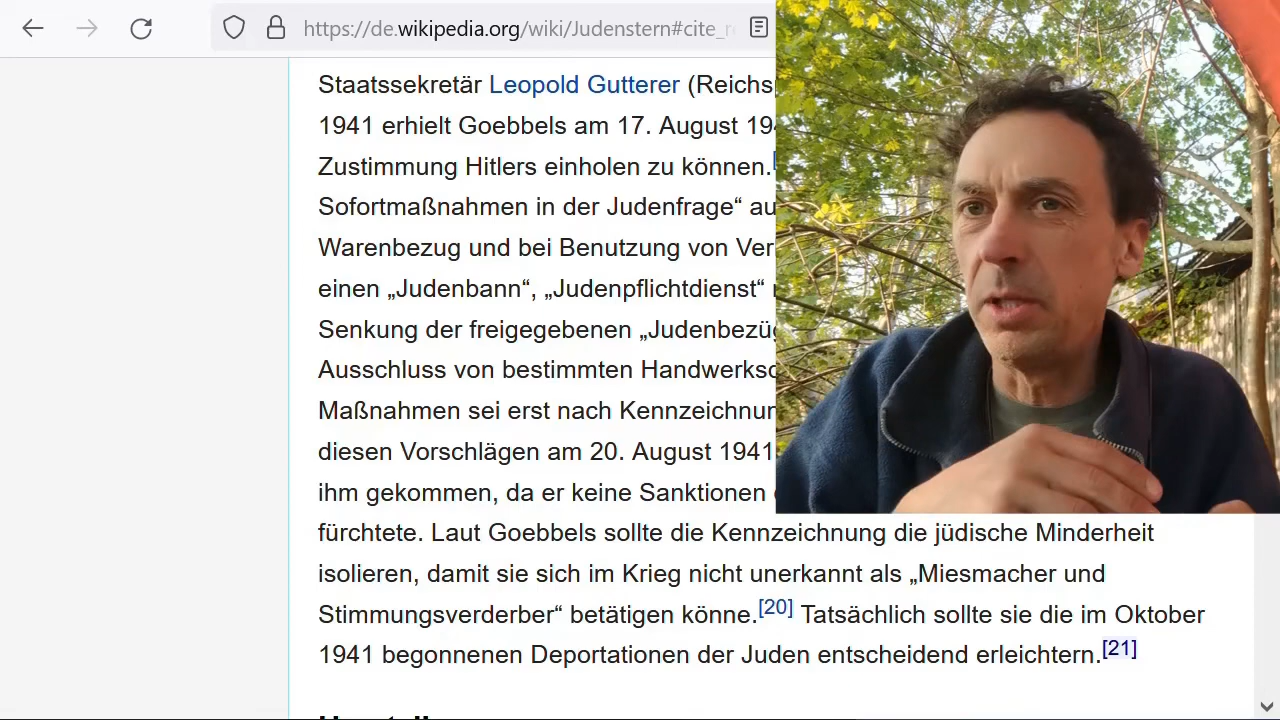 https://de.wikipedia.org/wiki/Judenstern#cite_r
Staatssekretär Leopold Gutterer (Reichs
1941 erhielt Goebbels am 17. August 19
Zustimmung Hitlers einholen zu können.
Sofortmaßnahmen in der Judenfrage“ au
Warenbezug und bei Benutzung von Ver
einen „Judenbann“, „Judenpflichtdienst“
Senkung der freigegebenen „Judenbezü
Ausschluss von bestimmten Handwerks
Maßnahmen sei erst nach Kennzeichnu
diesen Vorschlägen am 20. August 1941
ihm gekommen, da er keine Sanktionen
fürchtete. Laut Goebbels sollte die Kennzeichnung die jüdische Minderheit
isolieren, damit sie sich im Krieg nicht unerkannt als „Miesmacher und
Stimmungsverderber“ betätigen könne.[20] Tatsächlich sollte sie die im Oktober
1941 begonnenen Deportationen der Juden entscheidend erleichtern.[21]